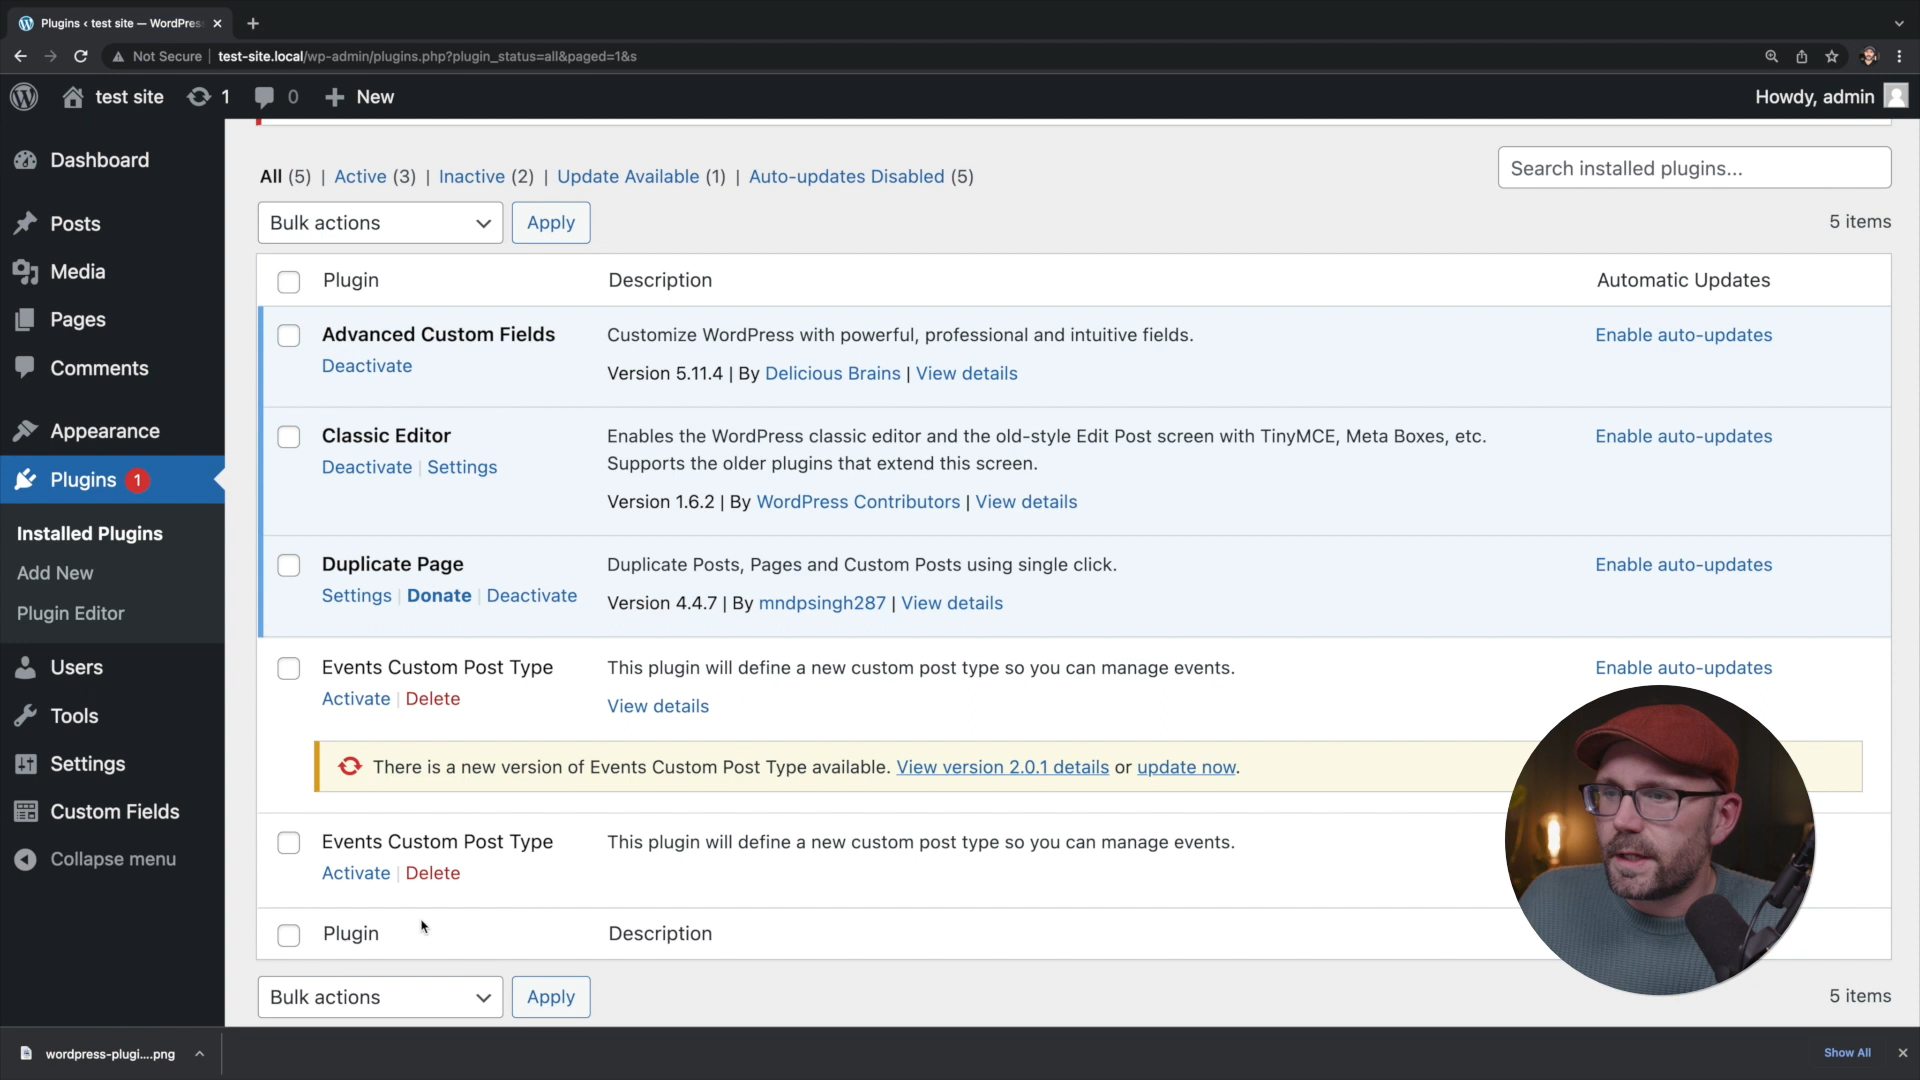 Plugins ‹ test site — WordPres
Not Secure
test-site.local/wp-admin/plugins.php?plugin_status=all&paged=1&s
test site
1
0
New
Howdy, admin
Dashboard
Posts
Media
Pages
Comments
Appearance
Plugins 1
Installed Plugins
Add New
Plugin Editor
Users
Tools
Settings
Custom Fields
Collapse menu
All (5) | Active (3) | Inactive (2) | Update Available (1) | Auto-updates Disabled (5)
Search installed plugins...
Bulk actions
Apply
5 items
Plugin
Description
Automatic Updates
Advanced Custom Fields
Deactivate
Customize WordPress with powerful, professional and intuitive fields.
Version 5.11.4 | By Delicious Brains | View details
Enable auto-updates
Classic Editor
Deactivate | Settings
Enables the WordPress classic editor and the old-style Edit Post screen with TinyMCE, Meta Boxes, etc.
Supports the older plugins that extend this screen.
Version 1.6.2 | By WordPress Contributors | View details
Enable auto-updates
Duplicate Page
Settings | Donate | Deactivate
Duplicate Posts, Pages and Custom Posts using single click.
Version 4.4.7 | By mndpsingh287 | View details
Enable auto-updates
Events Custom Post Type
Activate | Delete
This plugin will define a new custom post type so you can manage events.
View details
Enable auto-updates
There is a new version of Events Custom Post Type available. View version 2.0.1 details or update now.
Events Custom Post Type
Activate | Delete
This plugin will define a new custom post type so you can manage events.
Plugin
Description
Bulk actions
Apply
5 items
wordpress-plugi....png
Show All